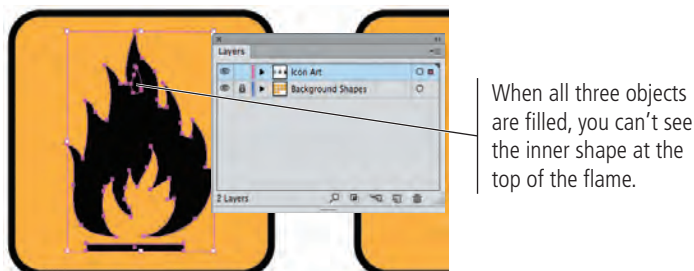 Layers
Icon Art
Background Shapes
2 Layers
When all three objects
are filled, you can't see
the inner shape at the
top of the flame.